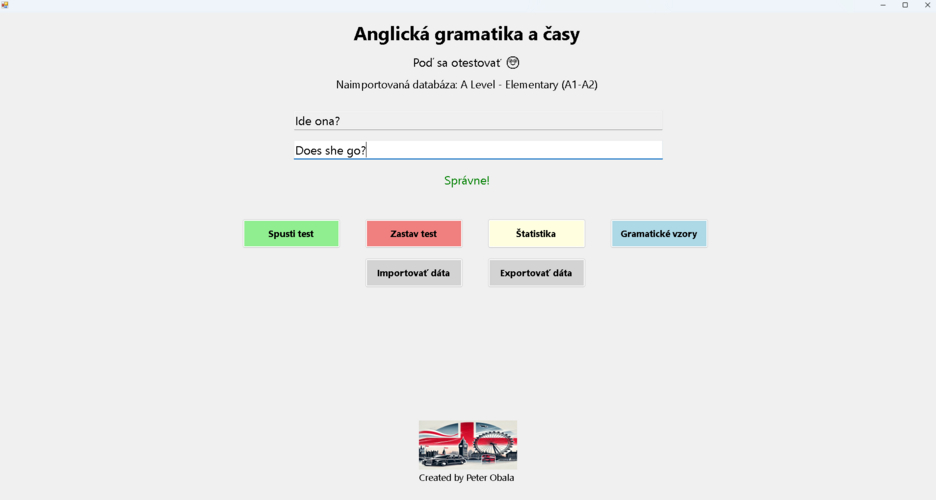 Anglická gramatika a časy
Poď sa otestovať 🤓
Naimportovaná databáza: A Level - Elementary (A1-A2)
Ide ona?
Does she go?
Správne!
Spusti test
Zastav test
Štatistika
Gramatické vzory
Importovať dáta
Exportovať dáta
Created by Peter Obala